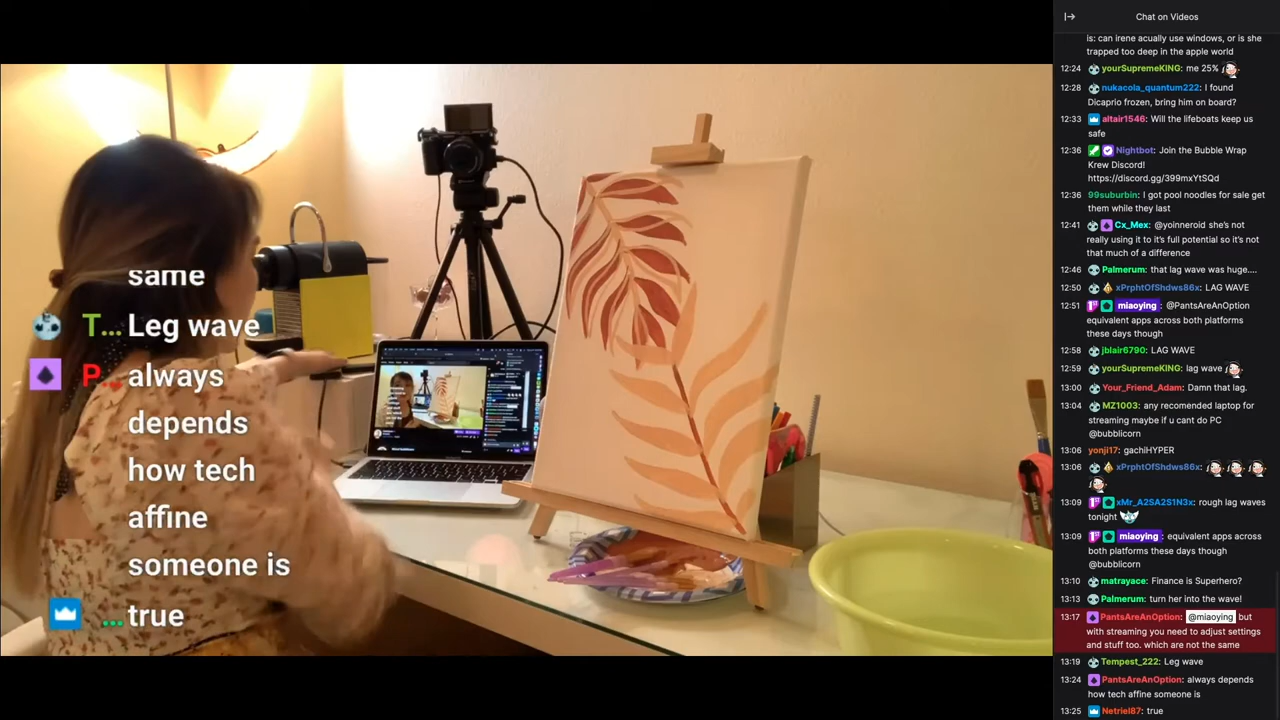 same
T... Leg wave
P... always
depends
how tech
affine
someone is
... true
Chat on Videos
is: can irene acually use windows, or is she
trapped too deep in the apple world
12:24 yourSupremeKING: me 25%
12:28 nukacola_quantum222: I found
Dicaprio frozen, bring him on board?
12:33 altair1546: Will the lifeboats keep us
safe
12:36 Nightbot: Join the Bubble Wrap
Krew Discord!
https://discord.gg/399mxYtSQd
12:36 99suburbin: I got pool noodles for sale get
them while they last
12:41 Cx_Mex: @yoinneroid she's not
really using it to it's full potential so it's not
that much of a difference
12:46 Palmerum: that lag wave was huge....
12:50 xPrphtOfShdws86x: LAG WAVE
12:51 miaoying: @PantsAreAnOption
equivalent apps across both platforms
these days though
12:58 jblair6790: LAG WAVE
12:59 yourSupremeKING: lag wave
13:00 Your_Friend_Adam: Damn that lag.
13:04 MZ1003: any recomended laptop for
streaming maybe if u cant do PC
@bubblicorn
13:06 yonji17: gachiHYPER
13:06 xPrphtOfShdws86x:
13:09 xMr_A2SA2S1N3x: rough lag waves
tonight
13:09 miaoying: equivalent apps across
both platforms these days though
@bubblicorn
13:10 matrayace: Finance is Superhero?
13:13 Palmerum: turn her into the wave!
13:17 PantsAreAnOption: @miaoying but
with streaming you need to adjust settings
and stuff too. which are not the same
13:19 Tempest_222: Leg wave
13:24 PantsAreAnOption: always depends
how tech affine someone is
13:25 Netriel87: true